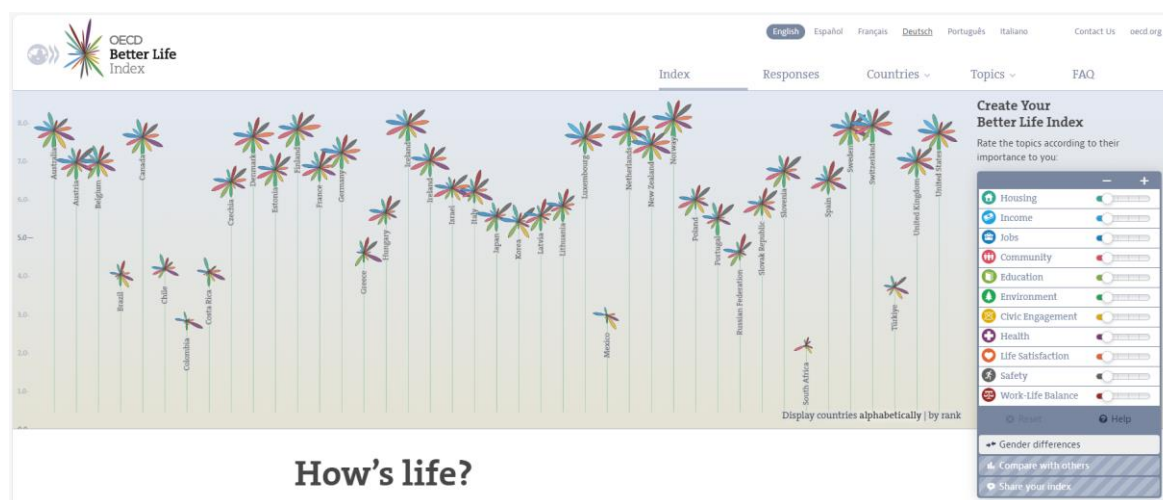 OECD
Better Life
Index
English Español Français Deutsch Português Italiano Contact Us oecd.org
Index Responses Countries Topics FAQ
8.0
7.0
6.0
5.0
4.0
3.0
2.0
1.0
0.0
Australia
Austria
Belgium
Brazil
Canada
Chile
Colombia
Costa Rica
Czechia
Denmark
Estonia
Finland
France
Germany
Greece
Hungary
Iceland
Ireland
Israel
Italy
Japan
Korea
Latvia
Lithuania
Luxembourg
Mexico
Netherlands
New Zealand
Norway
Poland
Portugal
Russian Federation
Slovak Republic
Slovenia
South Africa
Spain
Sweden
Switzerland
Türkiye
United Kingdom
United States
Display countries alphabetically | by rank
Create Your
Better Life Index
Rate the topics according to their
importance to you:
− +
Housing
Income
Jobs
Community
Education
Environment
Civic Engagement
Health
Life Satisfaction
Safety
Work-Life Balance
Reset Help
Gender differences
Compare with others
Share your index
How's life?